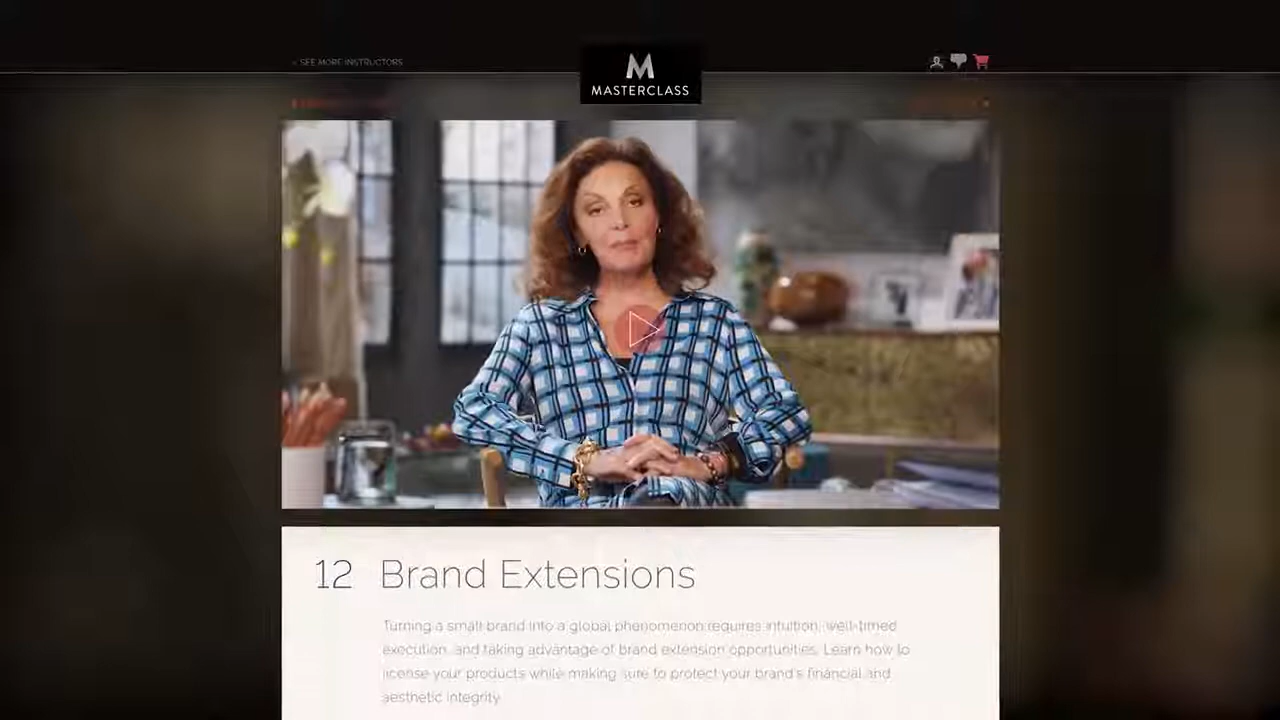 < SEE MORE INSTRUCTORS
M
MASTERCLASS
12 Brand Extensions
Turning a small brand into a global phenomenon requires intuition, well-timed
execution, and taking advantage of brand extension opportunities. Learn how to
license your products while making sure to protect your brand's financial and
aesthetic integrity.